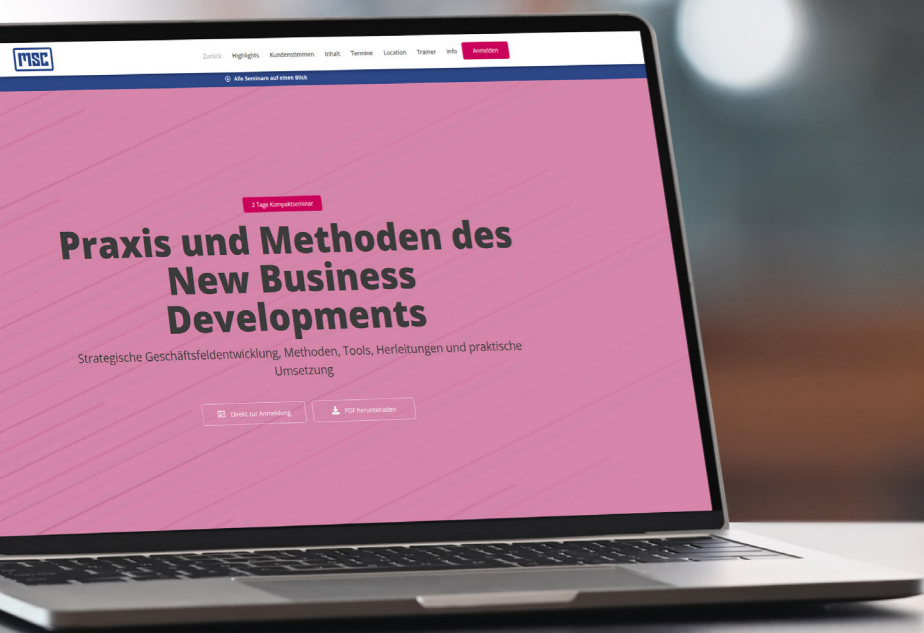 MSC
Zurück Highlights Kundenstimmen Inhalt Termine Location Trainer Info Anmelden
Alle Seminare auf einen Blick
2 Tage Kompaktseminar
Praxis und Methoden des
New Business
Developments
Strategische Geschäftsfeldentwicklung, Methoden, Tools, Herleitungen und praktische
Umsetzung
Direkt zur Anmeldung PDF herunterladen